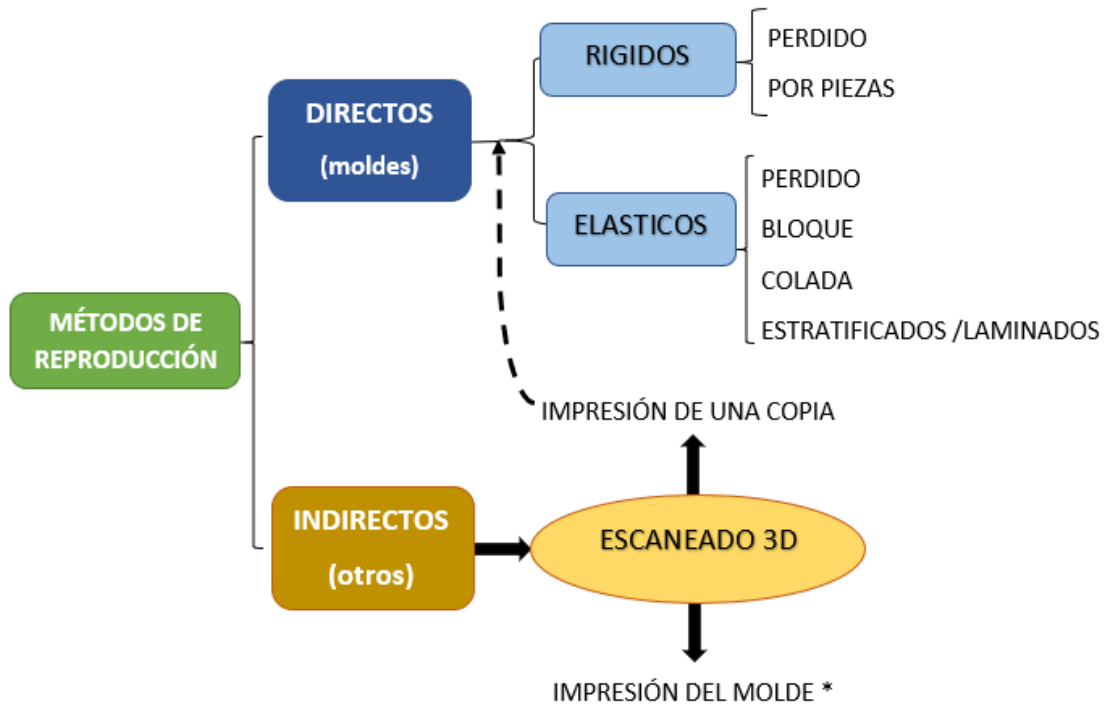 MÉTODOS DE
REPRODUCCIÓN
DIRECTOS
(moldes)
RIGIDOS
PERDIDO
POR PIEZAS
ELASTICOS
PERDIDO
BLOQUE
COLADA
ESTRATIFICADOS /LAMINADOS
IMPRESIÓN DE UNA COPIA
INDIRECTOS
(otros)
ESCANEADO 3D
IMPRESIÓN DEL MOLDE *